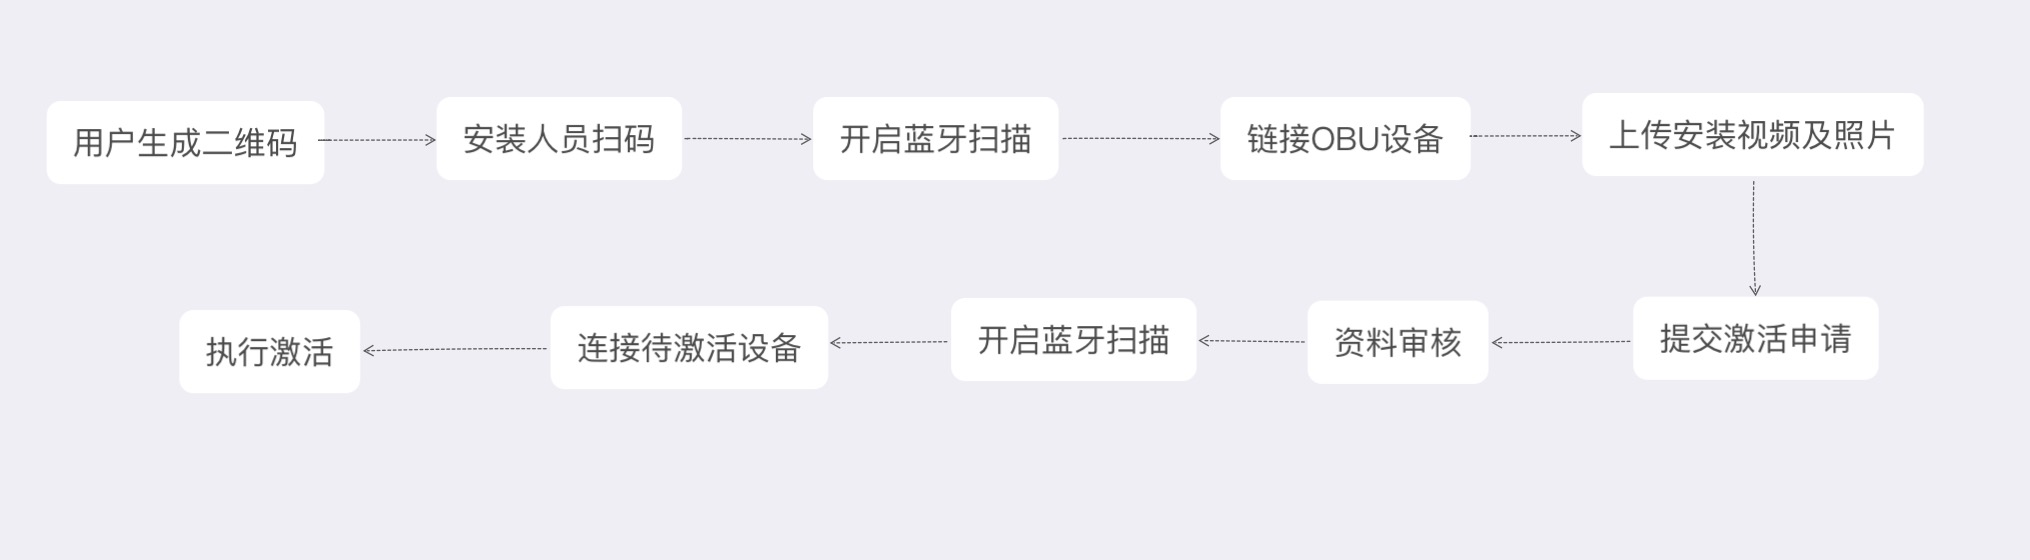 用户生成二维码
安装人员扫码
开启蓝牙扫描
链接OBU设备
上传安装视频及照片
提交激活申请
资料审核
开启蓝牙扫描
连接待激活设备
执行激活